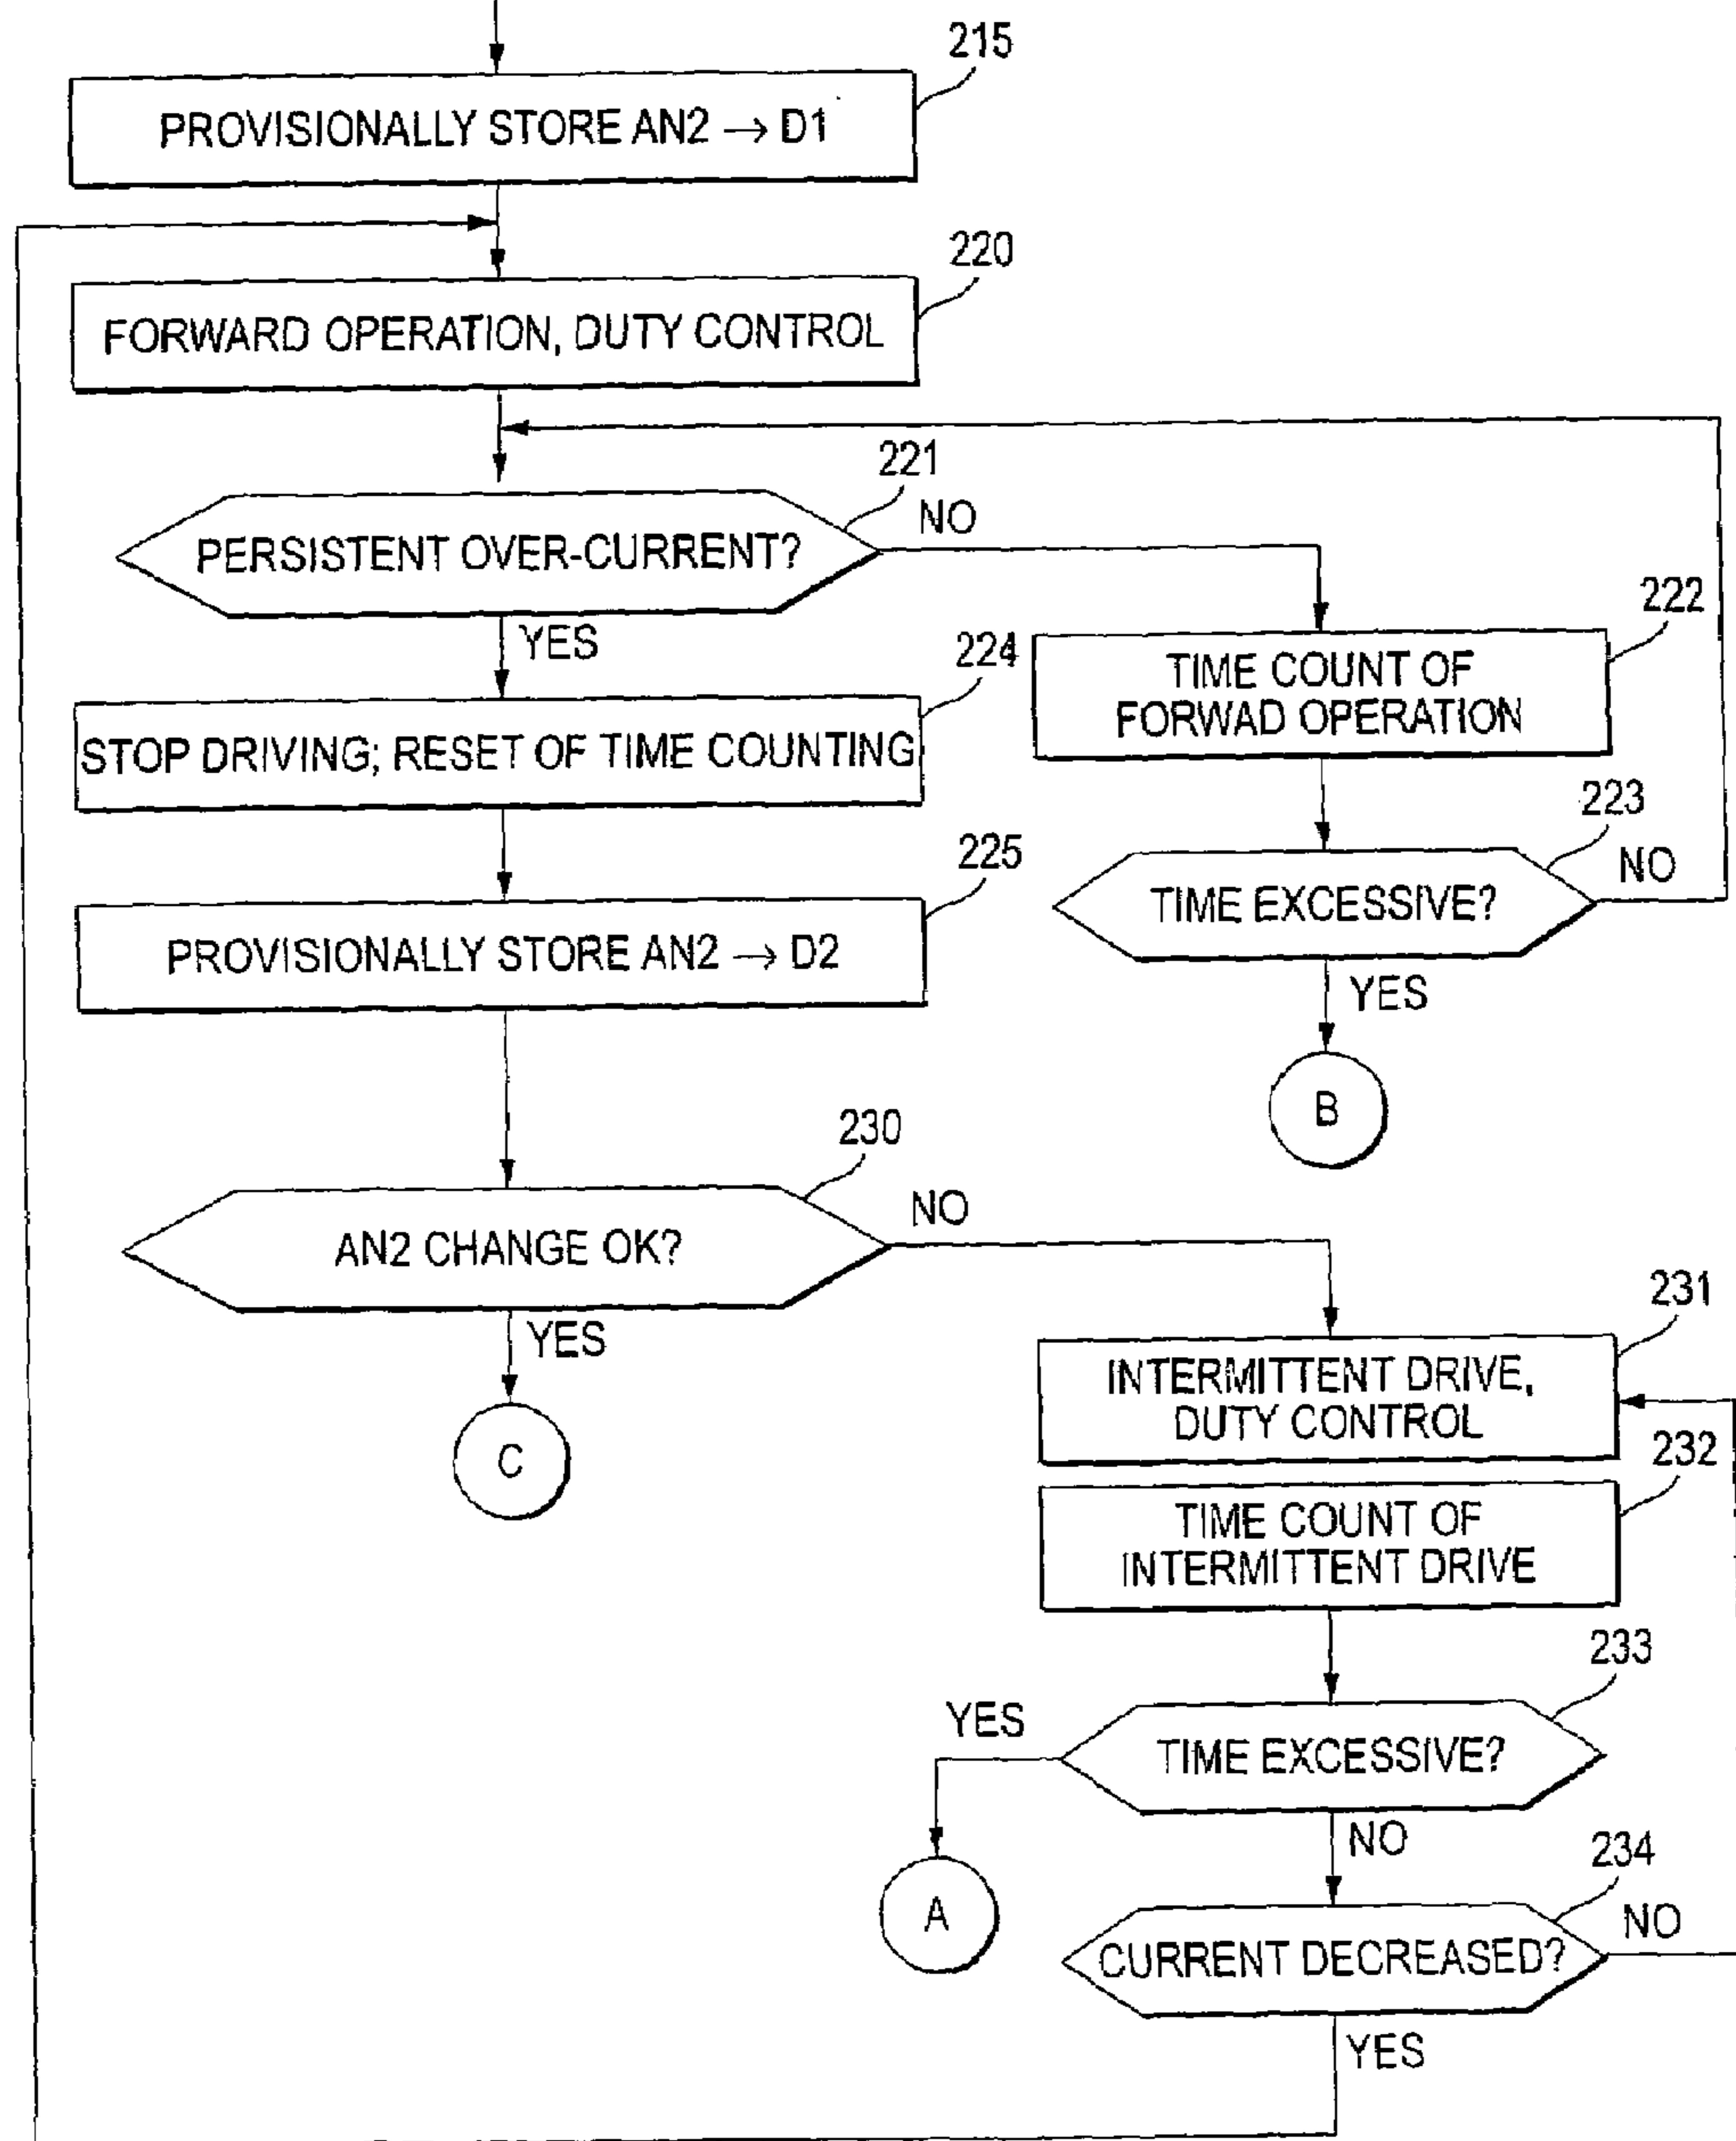 215
PROVISIONALLY STORE AN2 → D1
220
FORWARD OPERATION, DUTY CONTROL
221
PERSISTENT OVER-CURRENT?
NO
YES
222
TIME COUNT OF
FORWAD OPERATION
224
STOP DRIVING; RESET OF TIME COUNTING
223
TIME EXCESSIVE?
NO
YES
B
225
PROVISIONALLY STORE AN2 → D2
230
AN2 CHANGE OK?
NO
YES
C
231
INTERMITTENT DRIVE,
DUTY CONTROL
232
TIME COUNT OF
INTERMITTENT DRIVE
233
TIME EXCESSIVE?
YES
A
NO
234
CURRENT DECREASED?
NO
YES